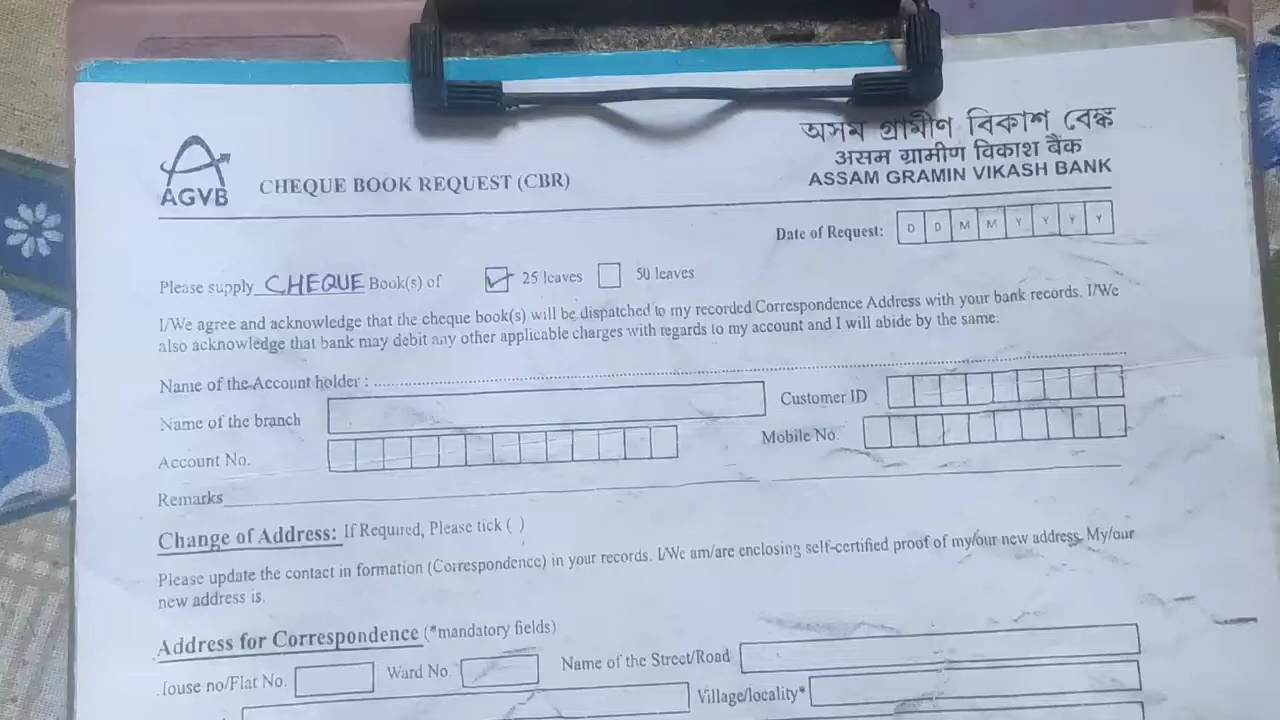 অসম গ্রামীণ বিকাশ বেঙ্ক
असम ग्रामीण विकाश बैंक
ASSAM GRAMIN VIKASH BANK
AGVB
CHEQUE BOOK REQUEST (CBR)
Date of Request: D D M M Y Y Y Y
Please supply CHEQUE Book(s) of 25 leaves 50 leaves
I/We agree and acknowledge that the cheque book(s) will be dispatched to my recorded Correspondence Address with your bank records. I/We
also acknowledge that bank may debit any other applicable charges with regards to my account and I will abide by the same.
Name of the Account holder :
Name of the branch Customer ID
Account No. Mobile No.
Remarks
Change of Address: If Required, Please tick ( )
Please update the contact in formation (Correspondence) in your records. I/We am/are enclosing self-certified proof of my/our new address. My/our
new address is.
Address for Correspondence (*mandatory fields)
House no/Flat No. Ward No Name of the Street/Road
Village/locality*